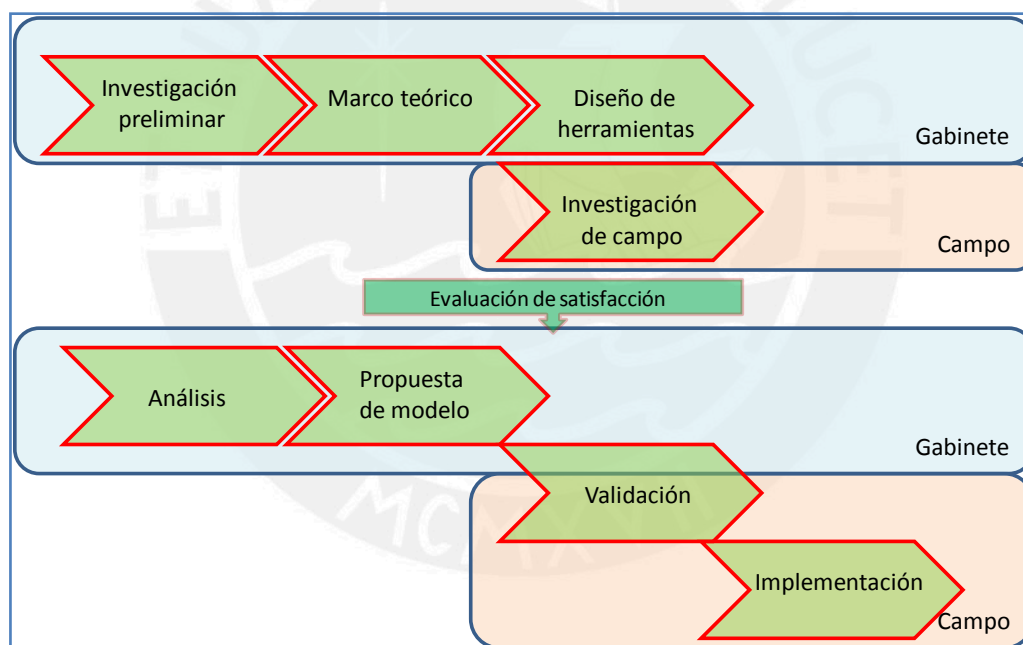 Investigación
preliminar
Marco teórico
Diseño de
herramientas
Gabinete
Investigación
de campo
Campo
Evaluación de satisfacción
Análisis
Propuesta
de modelo
Gabinete
Validación
Implementación
Campo
MCMXVII